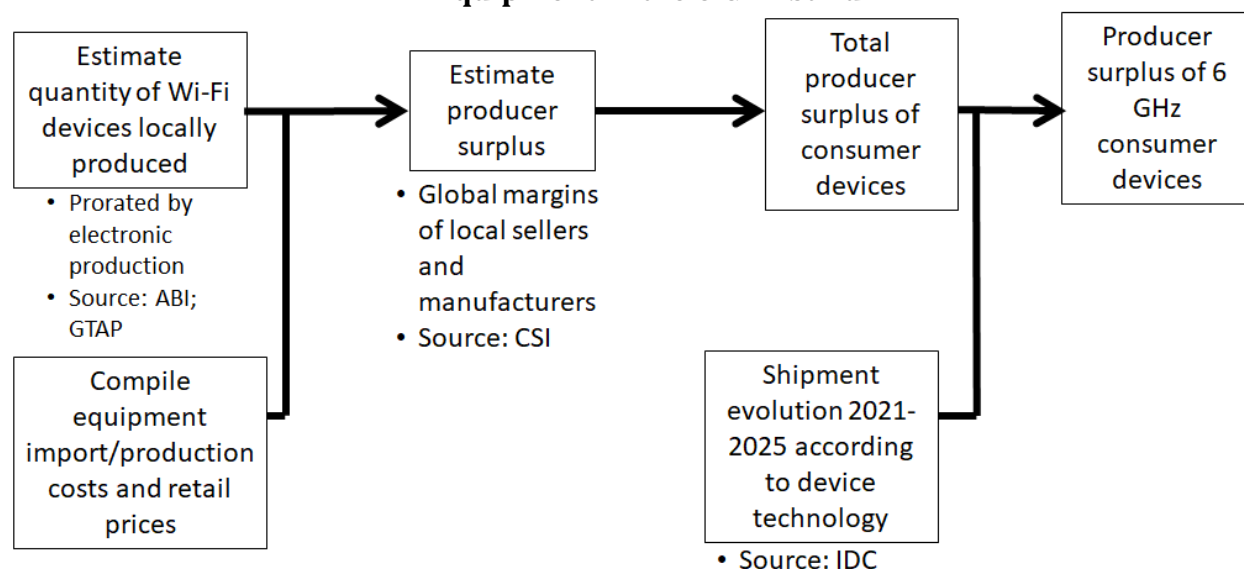 Estimate
quantity of Wi-Fi
devices locally
produced
• Prorated by
electronic
production
• Source: ABI;
GTAP
Compile
equipment
import/production
costs and retail
prices
Estimate
producer
surplus
• Global margins
of local sellers
and
manufacturers
• Source: CSI
Total
producer
surplus of
consumer
devices
Shipment
evolution 2021-
2025 according
to device
technology
• Source: IDC
Producer
surplus of 6
GHz
consumer
devices